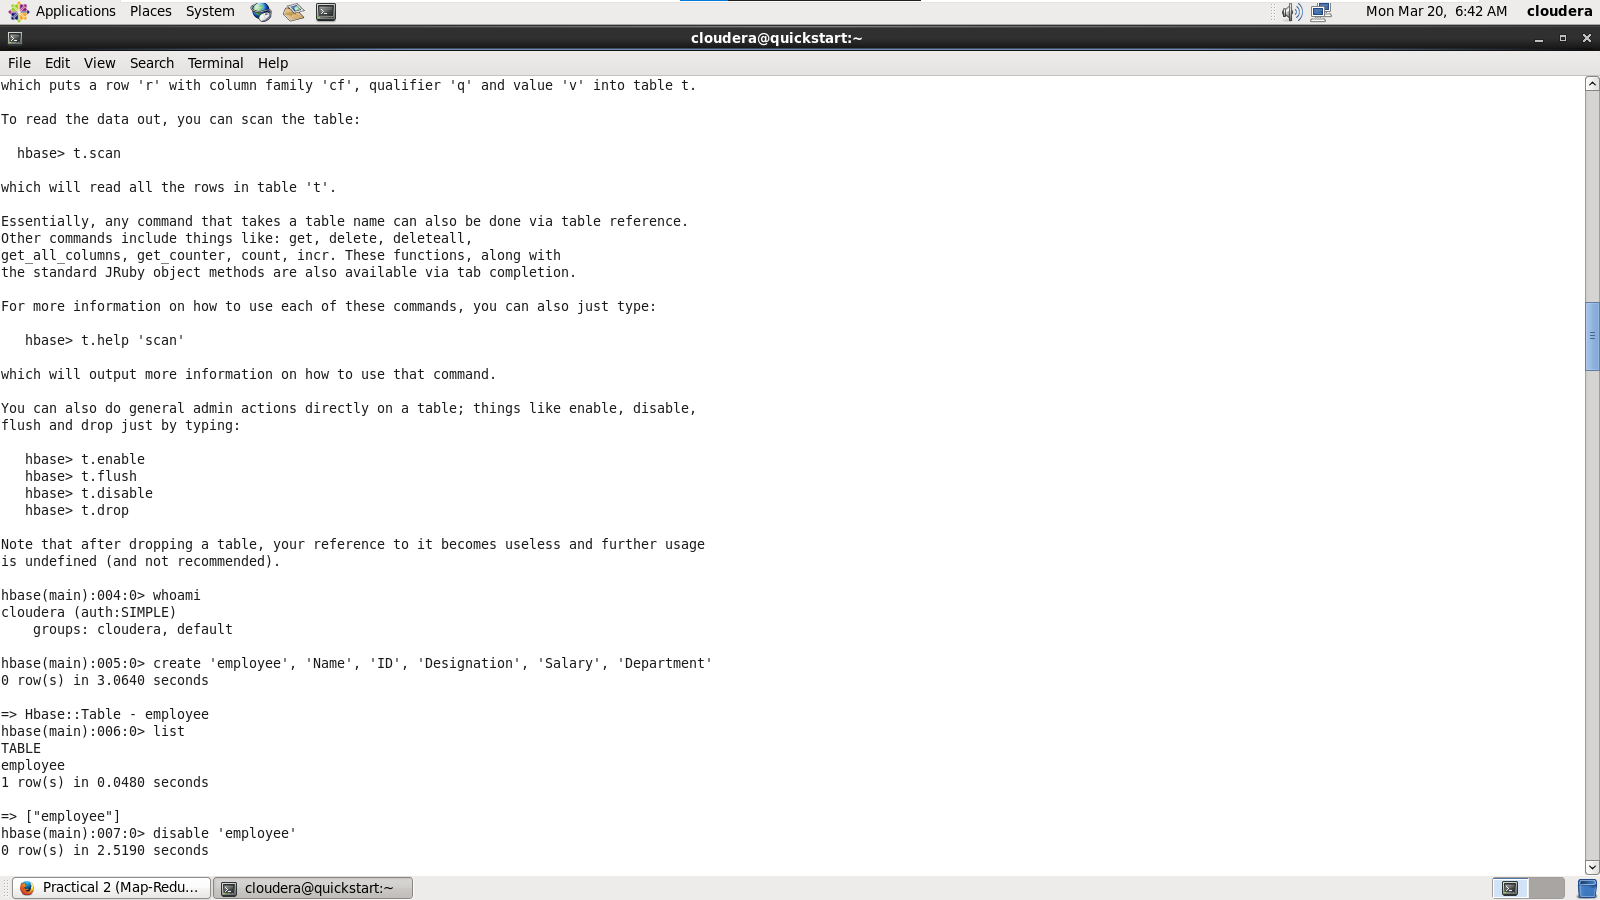 Applications Places System Mon Mar 20, 6:42 AM cloudera
cloudera@quickstart:~
File Edit View Search Terminal Help
which puts a row 'r' with column family 'cf', qualifier 'q' and value 'v' into table t.
To read the data out, you can scan the table:
hbase> t.scan
which will read all the rows in table 't'.
Essentially, any command that takes a table name can also be done via table reference.
Other commands include things like: get, delete, deleteall,
get_all_columns, get_counter, count, incr. These functions, along with
the standard JRuby object methods are also available via tab completion.
For more information on how to use each of these commands, you can also just type:
hbase> t.help 'scan'
which will output more information on how to use that command.
You can also do general admin actions directly on a table; things like enable, disable,
flush and drop just by typing:
hbase> t.enable
hbase> t.flush
hbase> t.disable
hbase> t.drop
Note that after dropping a table, your reference to it becomes useless and further usage
is undefined (and not recommended).
hbase(main):004:0> whoami
cloudera (auth:SIMPLE)
groups: cloudera, default
hbase(main):005:0> create 'employee', 'Name', 'ID', 'Designation', 'Salary', 'Department'
0 row(s) in 3.0640 seconds
=> Hbase::Table - employee
hbase(main):006:0> list
TABLE
employee
1 row(s) in 0.0480 seconds
=> ["employee"]
hbase(main):007:0> disable 'employee'
0 row(s) in 2.5190 seconds
Practical 2 (Map-Redu... cloudera@quickstart:~